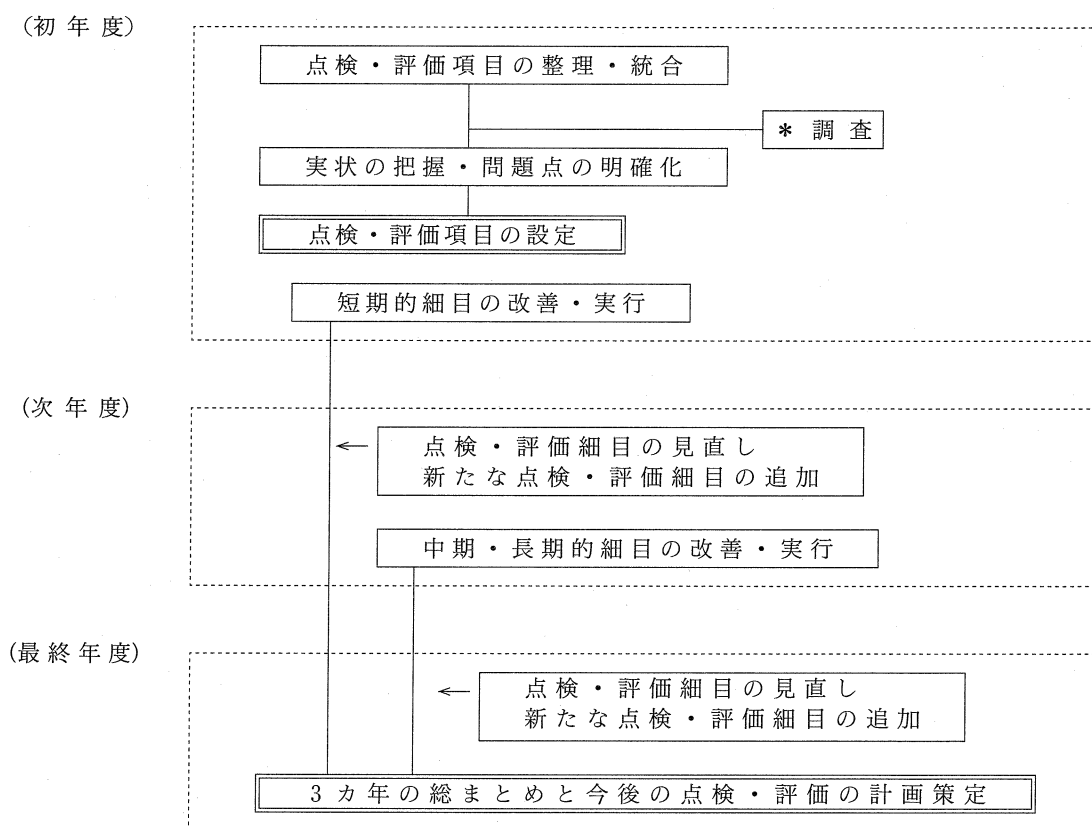 (初年度)
点検・評価項目の整理・統合
＊調査
実状の把握・問題点の明確化
点検・評価項目の設定
短期的細目の改善・実行
(次年度)
点検・評価細目の見直し
新たな点検・評価細目の追加
中期・長期的細目の改善・実行
(最終年度)
点検・評価細目の見直し
新たな点検・評価細目の追加
3カ年の総まとめと今後の点検・評価の計画策定